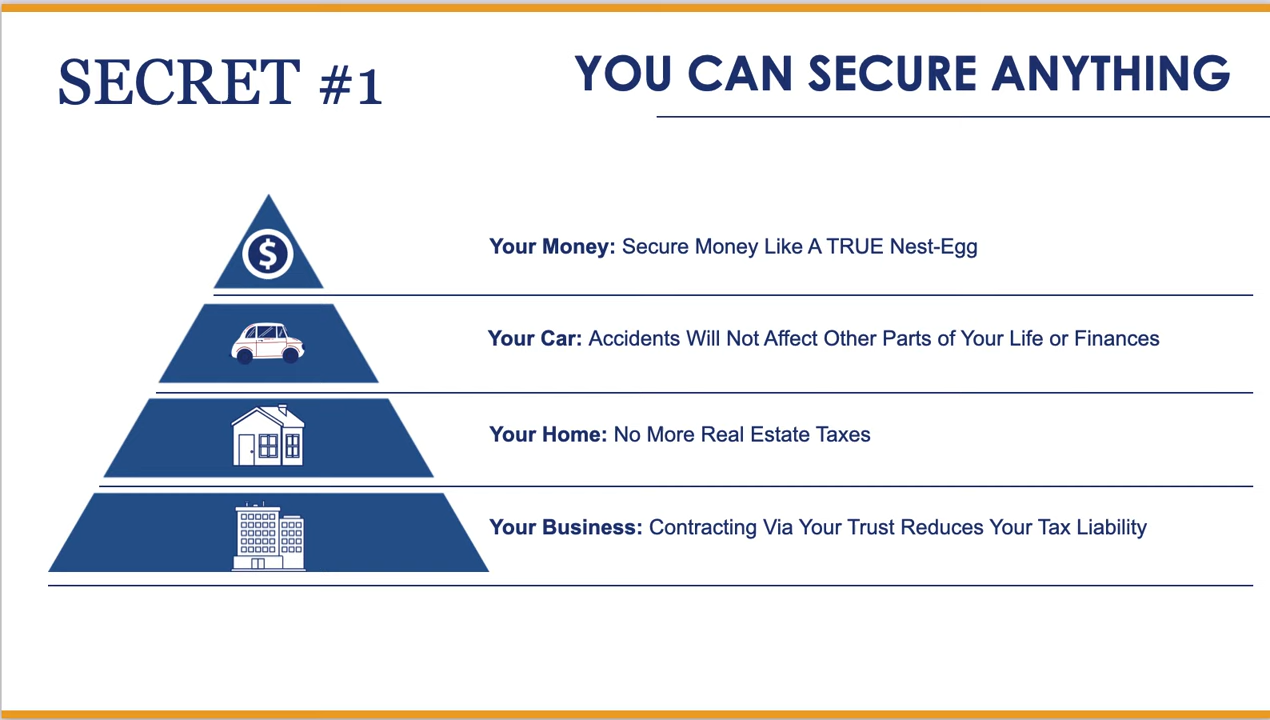 SECRET #1
YOU CAN SECURE ANYTHING
$
Your Money: Secure Money Like A TRUE Nest-Egg
Your Car: Accidents Will Not Affect Other Parts of Your Life or Finances
Your Home: No More Real Estate Taxes
Your Business: Contracting Via Your Trust Reduces Your Tax Liability